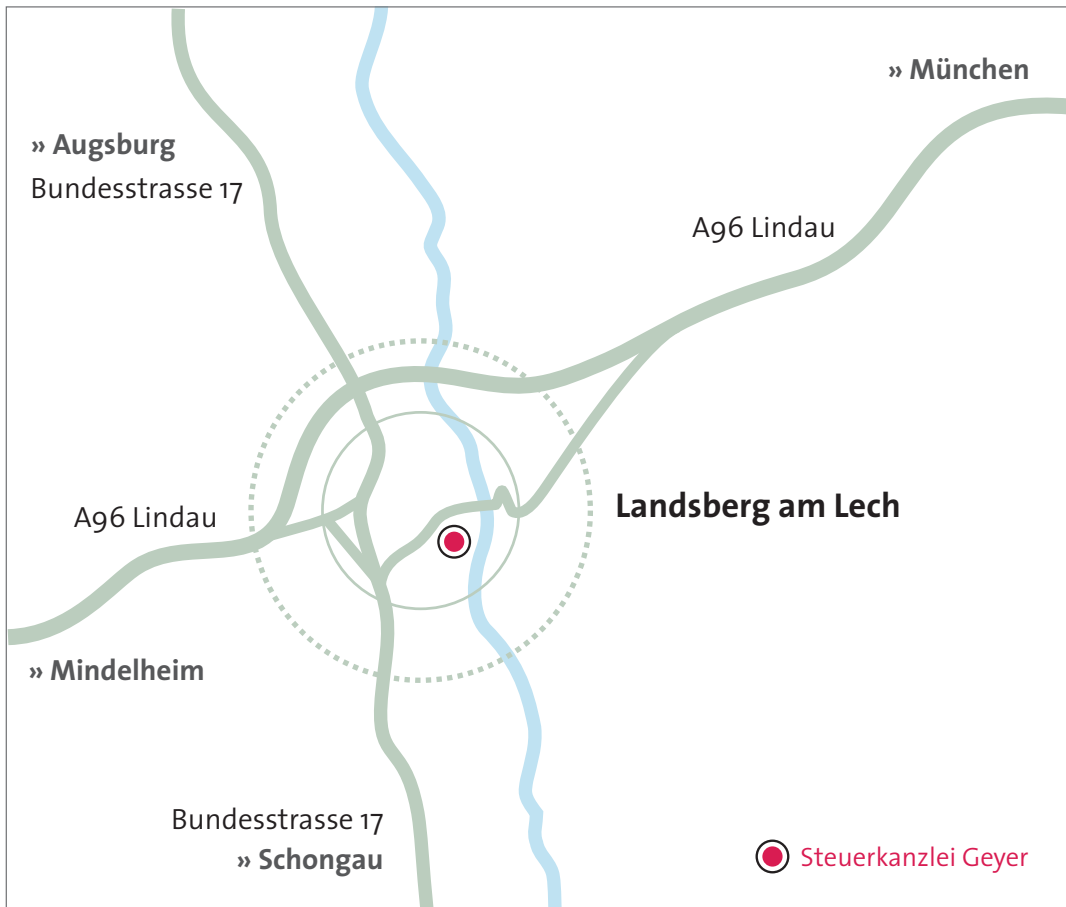 » München
» Augsburg
Bundesstrasse 17
A96 Lindau
Landsberg am Lech
A96 Lindau
» Mindelheim
Bundesstrasse 17
» Schongau
Steuerkanzlei Geyer